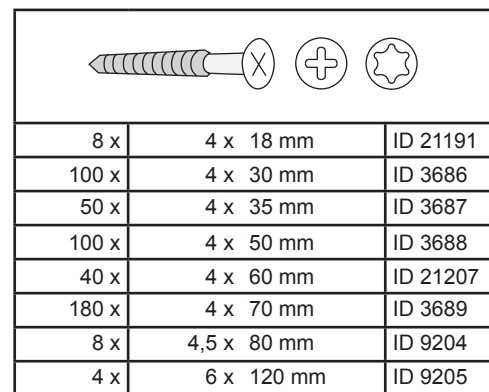 8 x 4 x 18 mm ID 21191
100 x 4 x 30 mm ID 3686
50 x 4 x 35 mm ID 3687
100 x 4 x 50 mm ID 3688
40 x 4 x 60 mm ID 21207
180 x 4 x 70 mm ID 3689
8 x 4,5 x 80 mm ID 9204
4 x 6 x 120 mm ID 9205